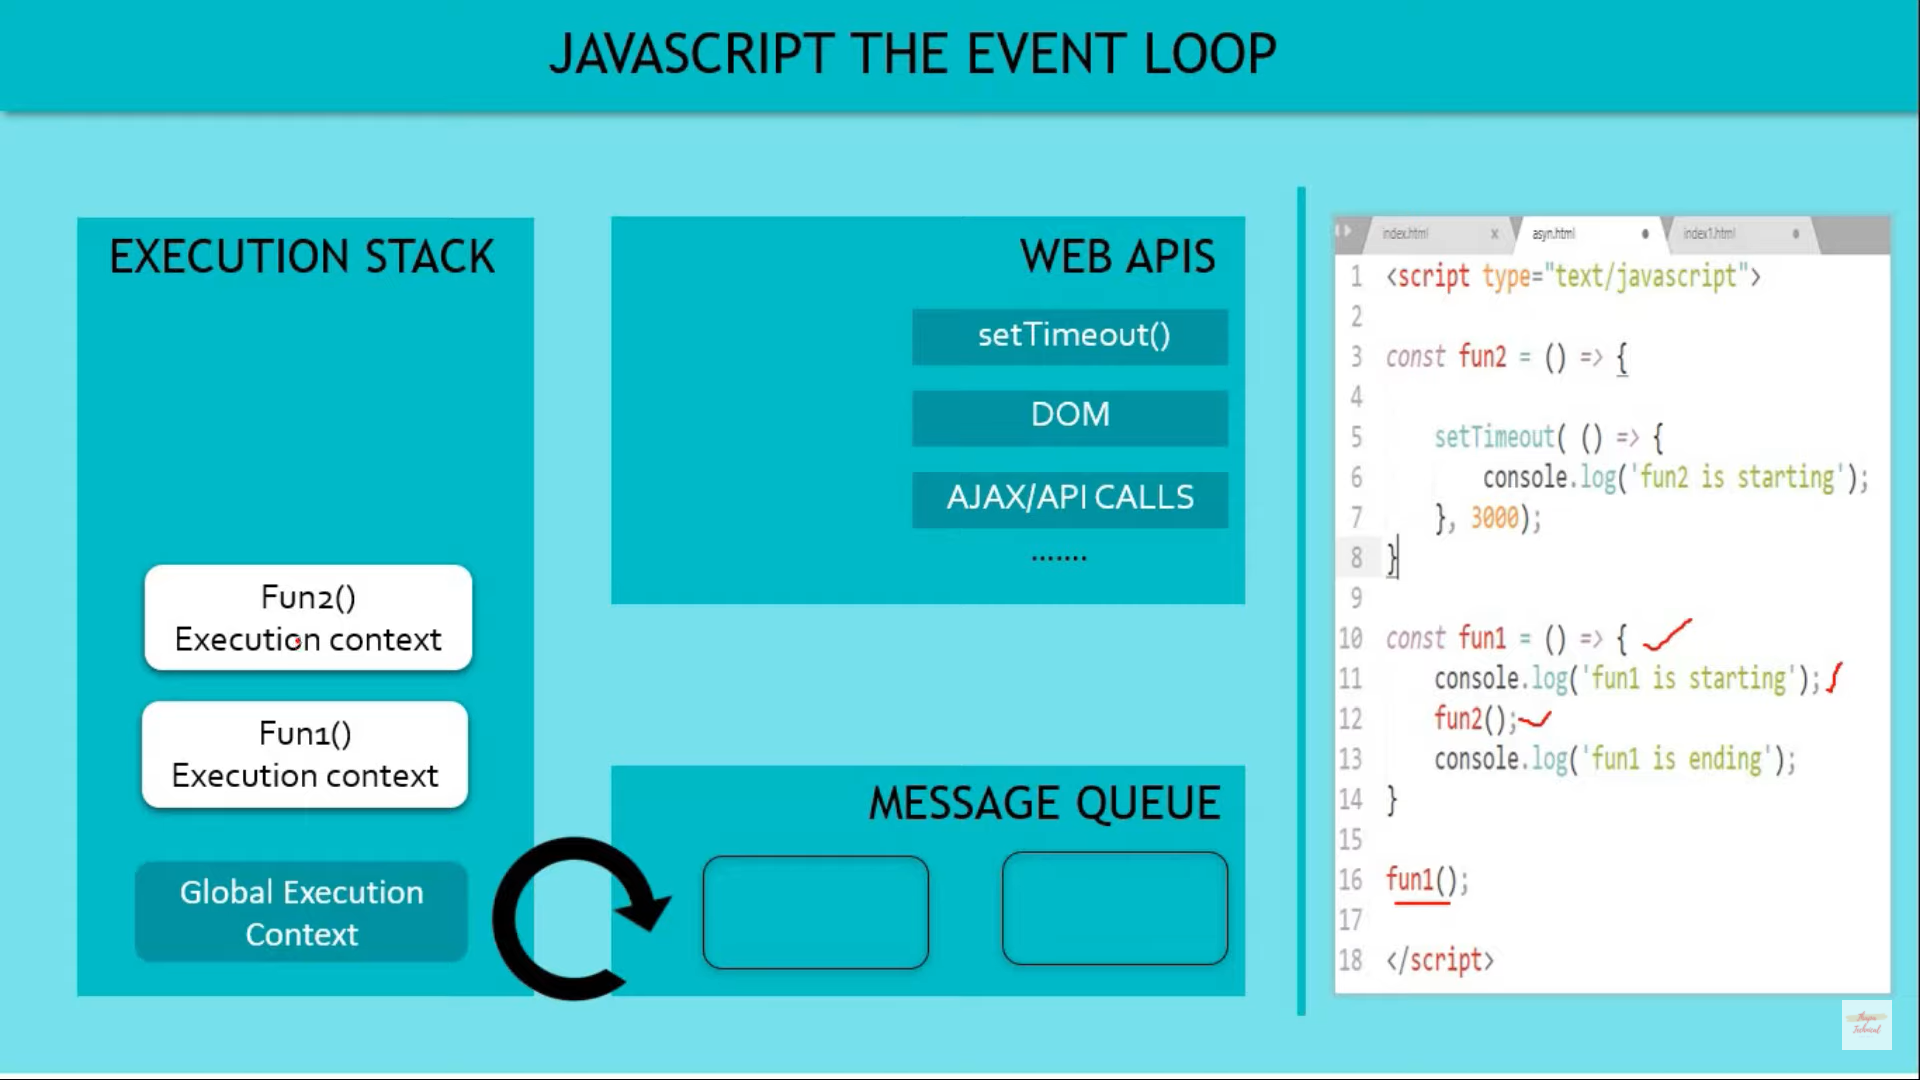 JAVASCRIPT THE EVENT LOOP
EXECUTION STACK
Fun2()
Execution context
Fun1()
Execution context
Global Execution
Context
WEB APIS
setTimeout()
DOM
AJAX/API CALLS
.......
MESSAGE QUEUE
index.html x asyn.html index1.html
1 <script type="text/javascript">
2
3 const fun2 = () => {
4
5 setTimeout( () => {
6 console.log('fun2 is starting');
7 }, 3000);
8 }
9
10 const fun1 = () => {
11 console.log('fun1 is starting');
12 fun2();
13 console.log('fun1 is ending');
14 }
15
16 fun1();
17
18 </script>
Technical